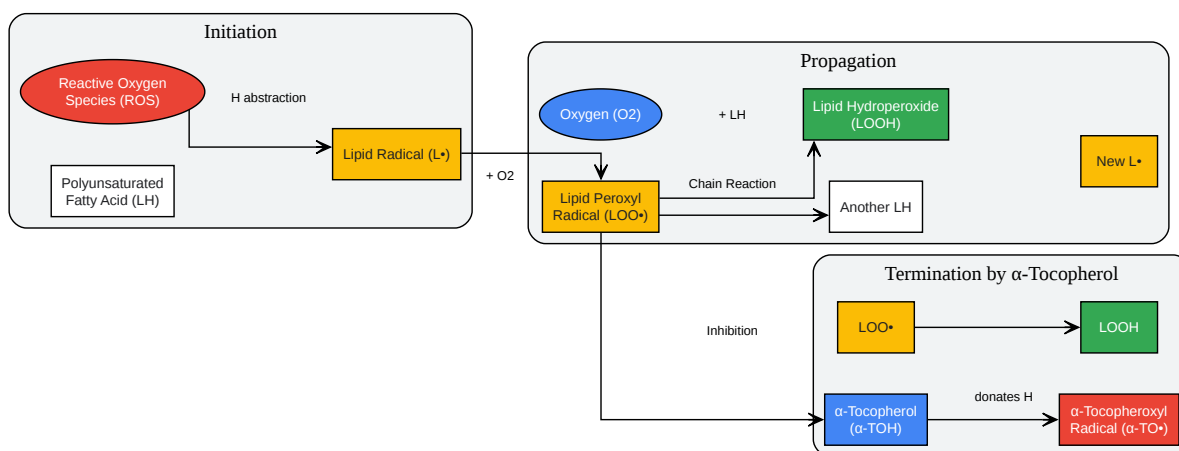 Initiation
Reactive Oxygen
Species (ROS)
H abstraction
Lipid Radical (L•)
Polyunsaturated
Fatty Acid (LH)
+ O2
Propagation
Oxygen (O2)
+ LH
Lipid Hydroperoxide
(LOOH)
New L•
Chain Reaction
Lipid Peroxyl
Radical (LOO•)
Another LH
Termination by α-Tocopherol
Inhibition
LOO•
LOOH
α-Tocopherol
(α-TOH)
donates H
α-Tocopheroxyl
Radical (α-TO•)